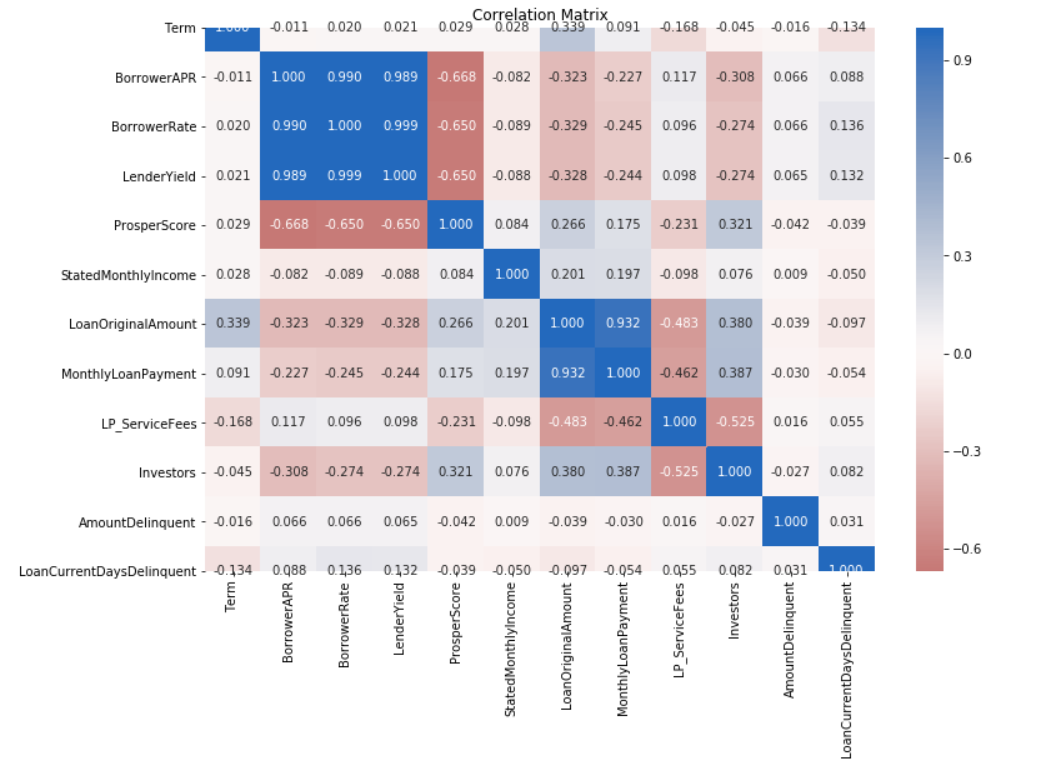 Correlation Matrix
Term 1.000 -0.011 0.020 0.021 0.029 0.028 0.339 0.091 -0.168 -0.045 -0.016 -0.134
BorrowerAPR -0.011 1.000 0.990 0.989 -0.668 -0.082 -0.323 -0.227 0.117 -0.308 0.066 0.088
BorrowerRate 0.020 0.990 1.000 0.999 -0.650 -0.089 -0.329 -0.245 0.096 -0.274 0.066 0.136
LenderYield 0.021 0.989 0.999 1.000 -0.650 -0.088 -0.328 -0.244 0.098 -0.274 0.065 0.132
ProsperScore 0.029 -0.668 -0.650 -0.650 1.000 0.084 0.266 0.175 -0.231 0.321 -0.042 -0.039
StatedMonthlyIncome 0.028 -0.082 -0.089 -0.088 0.084 1.000 0.201 0.197 -0.098 0.076 0.009 -0.050
LoanOriginalAmount 0.339 -0.323 -0.329 -0.328 0.266 0.201 1.000 0.932 -0.483 0.380 -0.039 -0.097
MonthlyLoanPayment 0.091 -0.227 -0.245 -0.244 0.175 0.197 0.932 1.000 -0.462 0.387 -0.030 -0.054
LP_ServiceFees -0.168 0.117 0.096 0.098 -0.231 -0.098 -0.483 -0.462 1.000 -0.525 0.016 0.055
Investors -0.045 -0.308 -0.274 -0.274 0.321 0.076 0.380 0.387 -0.525 1.000 -0.027 0.082
AmountDelinquent -0.016 0.066 0.066 0.065 -0.042 0.009 -0.039 -0.030 0.016 -0.027 1.000 0.031
LoanCurrentDaysDelinquent -0.134 0.088 0.136 0.132 -0.039 -0.050 -0.097 -0.054 0.055 0.082 0.031 1.000
Term
BorrowerAPR
BorrowerRate
LenderYield
ProsperScore
StatedMonthlyIncome
LoanOriginalAmount
MonthlyLoanPayment
LP_ServiceFees
Investors
AmountDelinquent
LoanCurrentDaysDelinquent
0.9
0.6
0.3
0.0
−0.3
−0.6